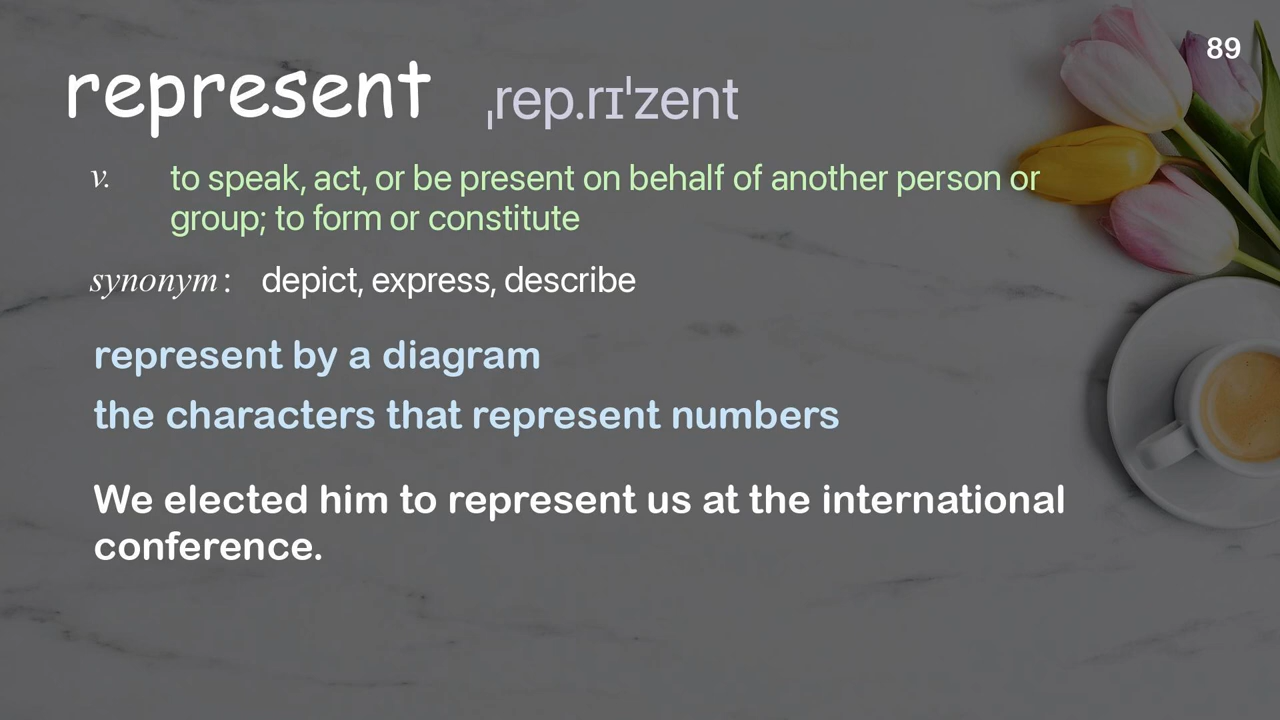 89
represent ˌrep.rɪˈzent
v. to speak, act, or be present on behalf of another person or
group; to form or constitute
synonym: depict, express, describe
represent by a diagram
the characters that represent numbers
We elected him to represent us at the international
conference.